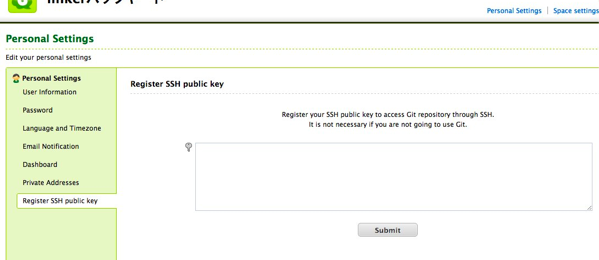 Personal Settings | Space settings
Personal Settings
Edit your personal settings
Personal Settings
User Information
Password
Language and Timezone
Email Notification
Dashboard
Private Addresses
Register SSH public key
Register SSH public key
Register your SSH public key to access Git repository through SSH.
It is not necessary if you are not going to use Git.
Submit